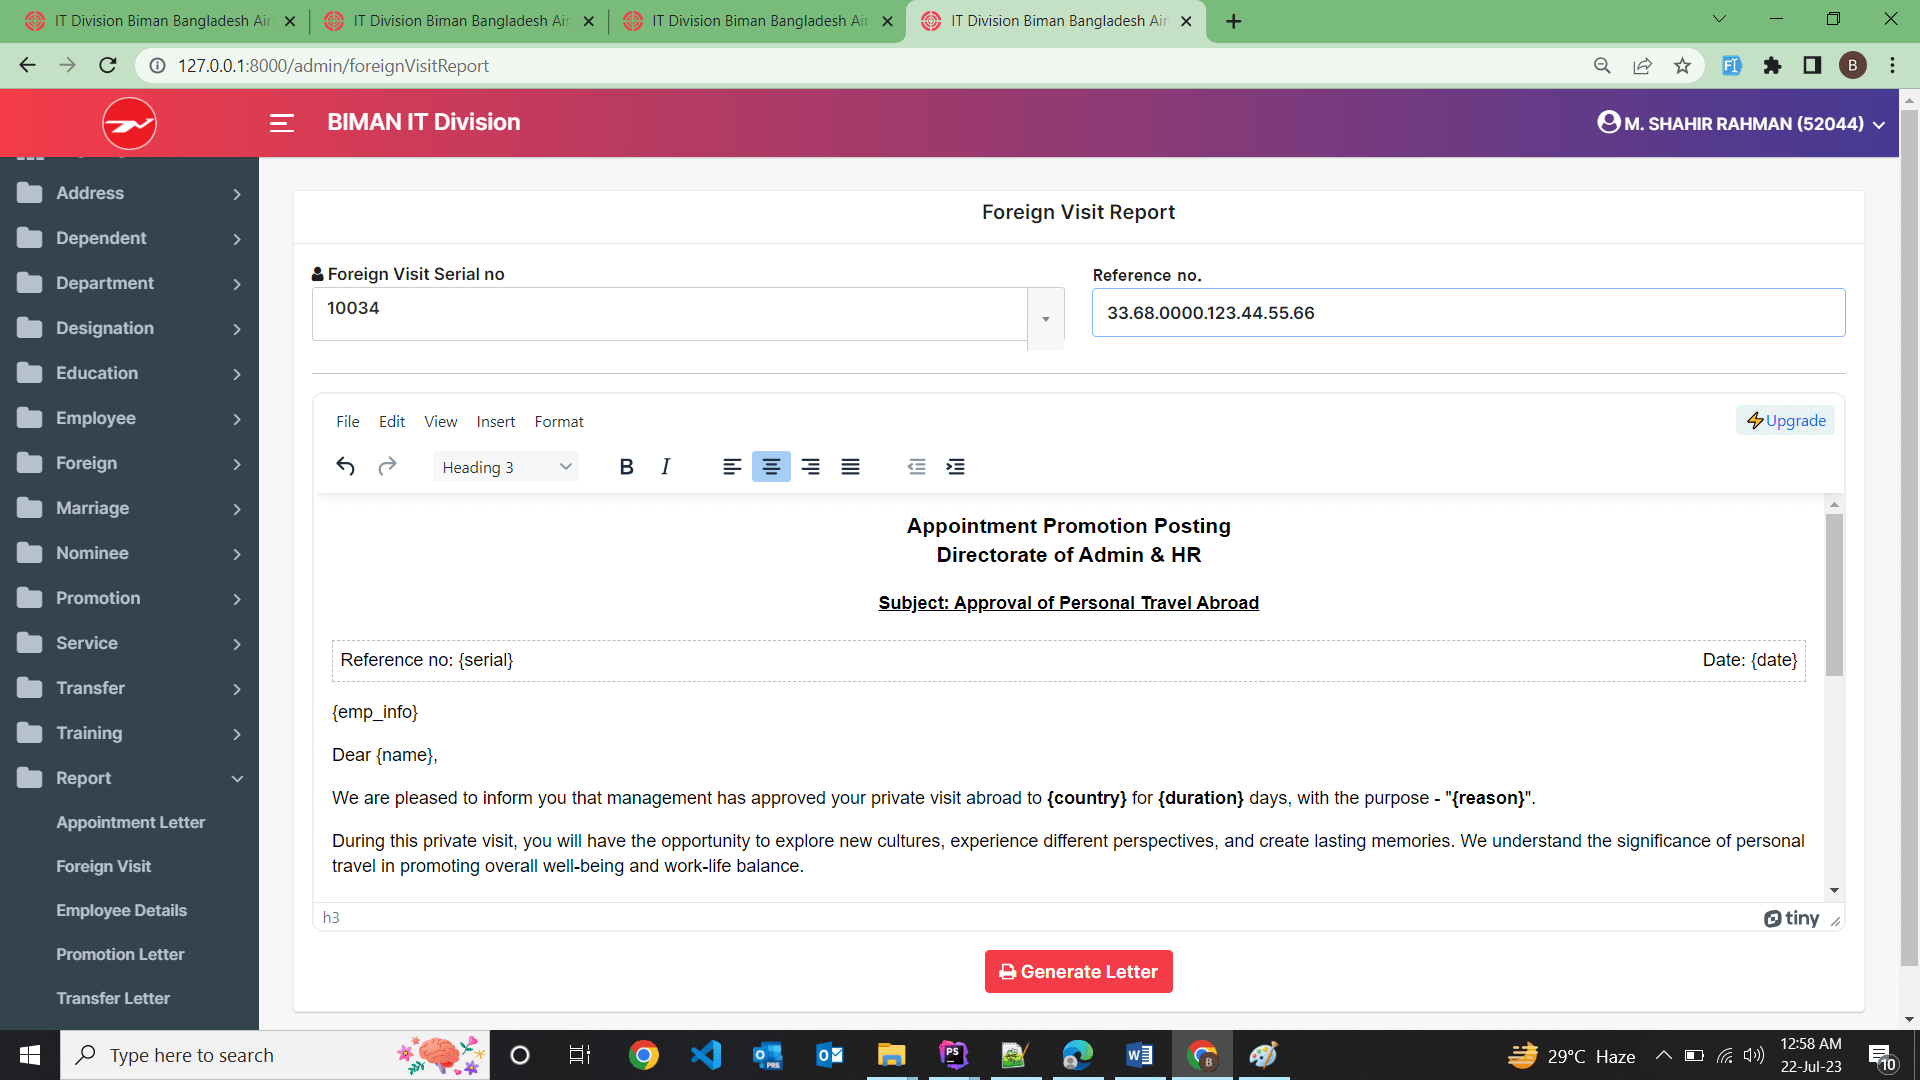 IT Division Biman Bangladesh Air
IT Division Biman Bangladesh Air
IT Division Biman Bangladesh Air
IT Division Biman Bangladesh Air
127.0.0.1:8000/admin/foreignVisitReport
B
BIMAN IT Division
M. SHAHIR RAHMAN (52044)
Address
Dependent
Department
Designation
Education
Employee
Foreign
Marriage
Nominee
Promotion
Service
Transfer
Training
Report
Appointment Letter
Foreign Visit
Employee Details
Promotion Letter
Transfer Letter
Foreign Visit Report
Foreign Visit Serial no
10034
Reference no.
33.68.0000.123.44.55.66
File Edit View Insert Format
Upgrade
Heading 3
B I
Appointment Promotion Posting
Directorate of Admin & HR
Subject: Approval of Personal Travel Abroad
Reference no: {serial}
Date: {date}
{emp_info}
Dear {name},
We are pleased to inform you that management has approved your private visit abroad to {country} for {duration} days, with the purpose - "{reason}".
During this private visit, you will have the opportunity to explore new cultures, experience different perspectives, and create lasting memories. We understand the significance of personal
travel in promoting overall well-being and work-life balance.
h3
tiny
Generate Letter
Type here to search
29°C Haze
12:58 AM
22-Jul-23
10